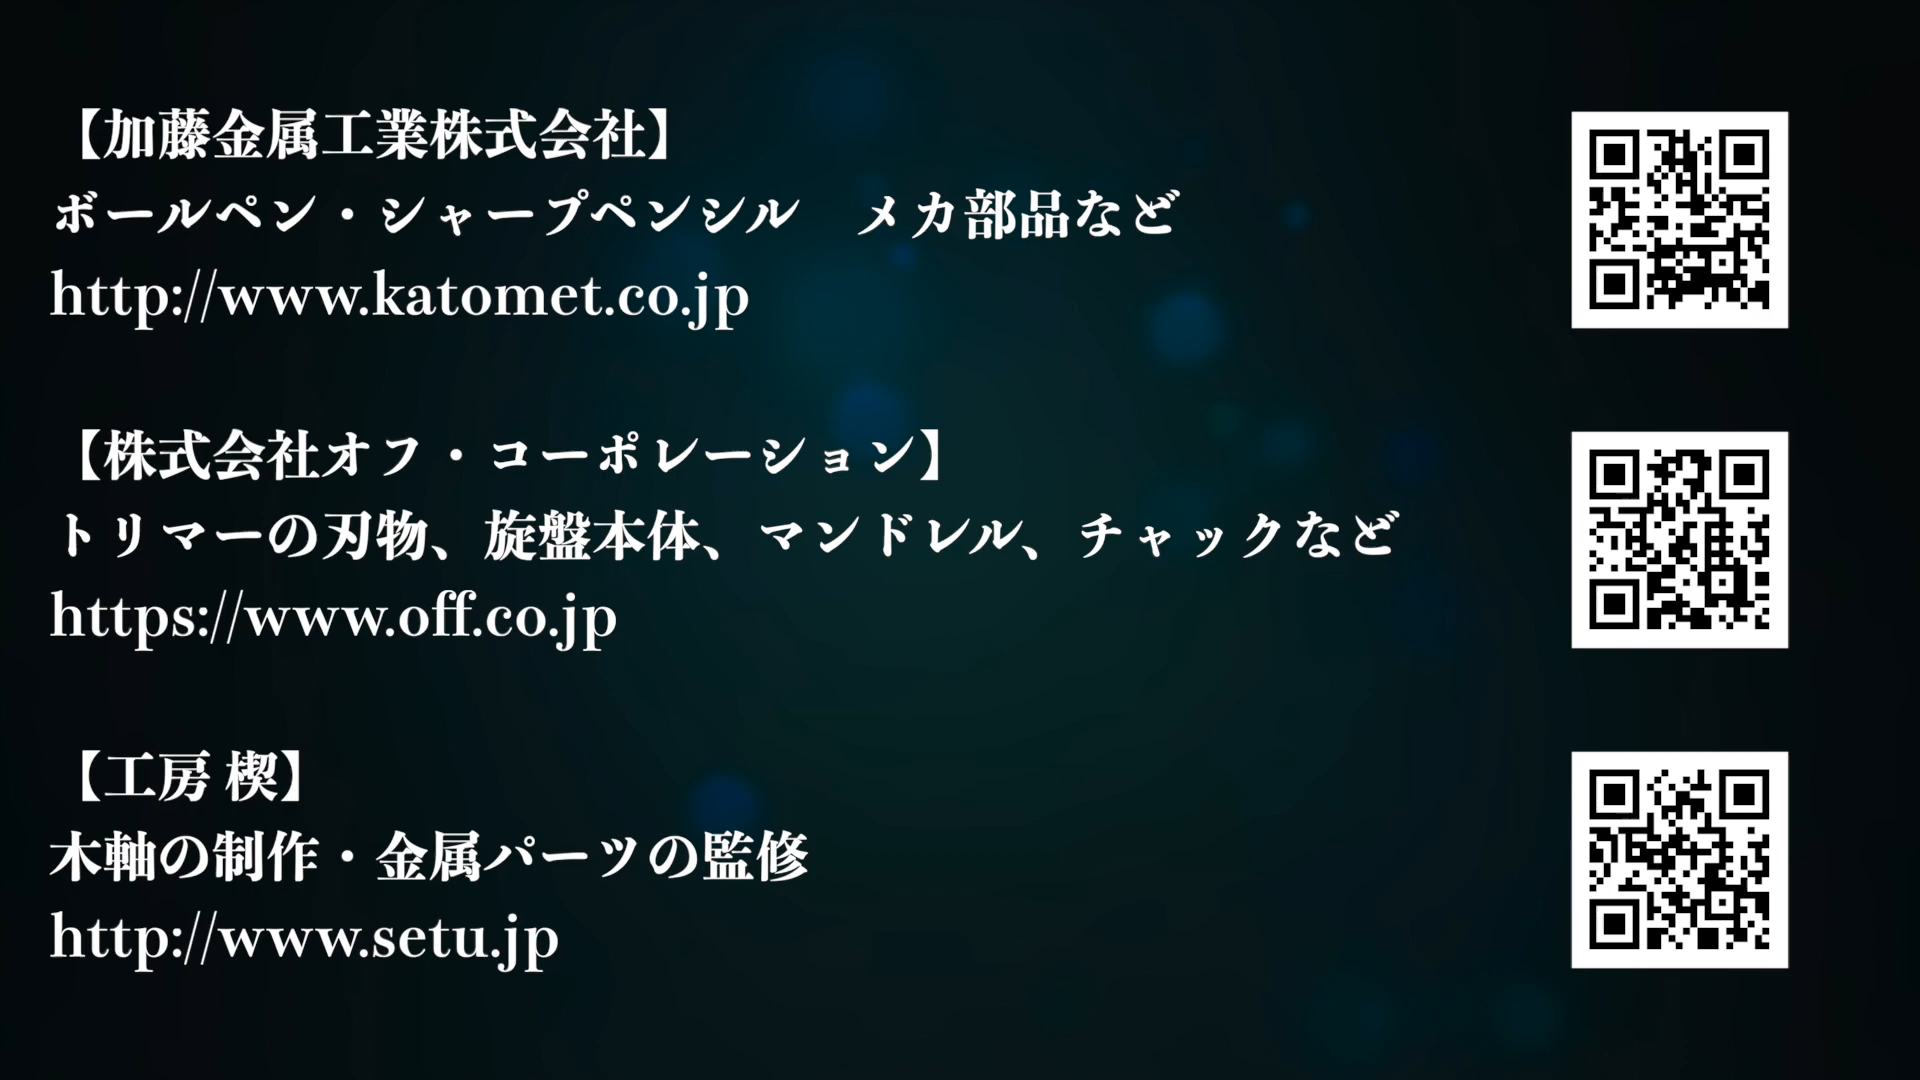 【加藤金属工業株式会社】
ボールペン・シャープペンシル　メカ部品など
http://www.katomet.co.jp
【株式会社オフ・コーポレーション】
トリマーの刃物、旋盤本体、マンドレル、チャックなど
https://www.off.co.jp
【工房 楔】
木軸の制作・金属パーツの監修
http://www.setu.jp